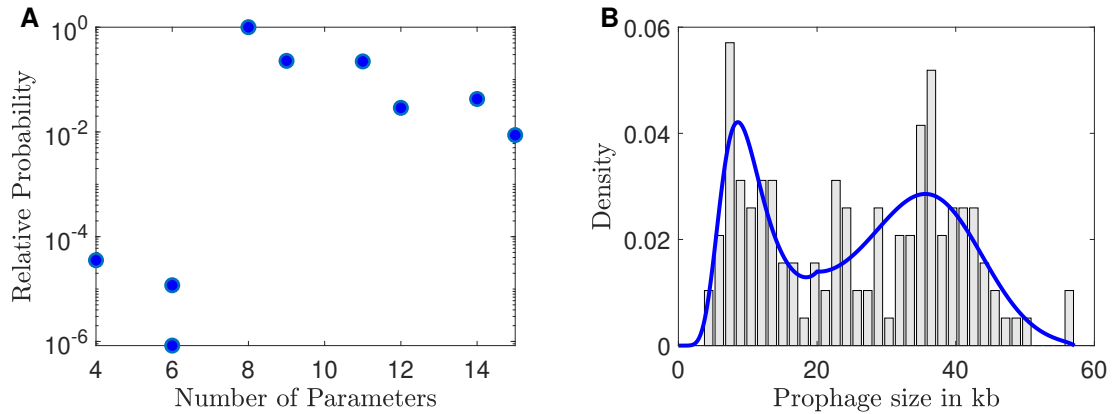 A
Relative Probability
10^0
10^-2
10^-4
10^-6
4 6 8 10 12 14
Number of Parameters
B
Density
0.06
0.04
0.02
0
0 20 40 60
Prophage size in kb